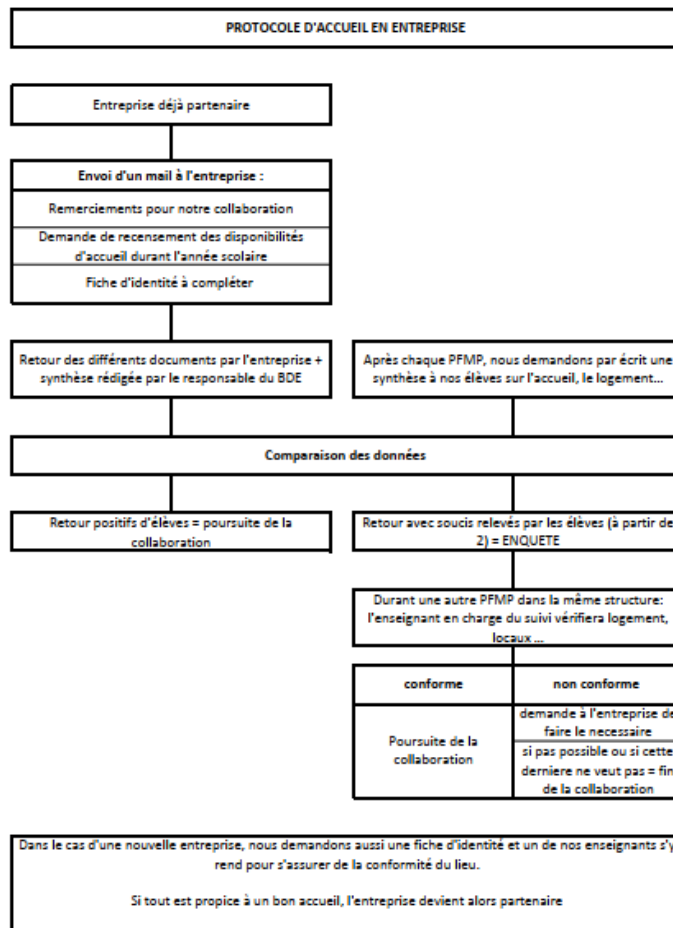 PROTOCOLE D'ACCUEIL EN ENTREPRISE
Entreprise déjà partenaire
Envoi d'un mail à l'entreprise :
Remerciements pour notre collaboration
Demande de recensement des disponibilités
d'accueil durant l'année scolaire
Fiche d'identité à compléter
Retour des différents documents par l'entreprise +
synthèse rédigée par le responsable du BDE
Après chaque PFMP, nous demandons par écrit une
synthèse à nos élèves sur l'accueil, le logement...
Comparaison des données
Retour positifs d'élèves = poursuite de la
collaboration
Retour avec soucis relevés par les élèves (à partir de
2) = ENQUETE
Durant une autre PFMP dans la même structure:
l'enseignant en charge du suivi vérifiera logement,
locaux ...
conforme
non conforme
Poursuite de la
collaboration
demande à l'entreprise de
faire le necessaire
si pas possible ou si cette
derniere ne veut pas = fin
de la collaboration
Dans le cas d'une nouvelle entreprise, nous demandons aussi une fiche d'identité et un de nos enseignants s'y
rend pour s'assurer de la conformité du lieu.
Si tout est propice à un bon accueil, l'entreprise devient alors partenaire